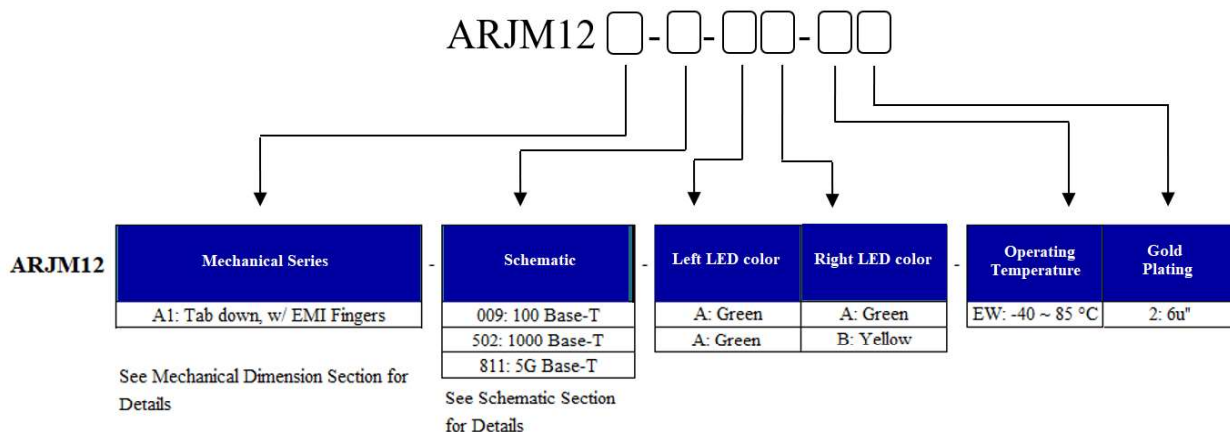 ARJM12 - - -
ARJM12 Mechanical Series - Schematic - Left LED color Right LED color - Operating Temperature Gold Plating
A1: Tab down, w/ EMI Fingers 009: 100 Base-T A: Green A: Green EW: -40 ~ 85 °C 2: 6u"
502: 1000 Base-T A: Green B: Yellow
811: 5G Base-T
See Mechanical Dimension Section for
Details
See Schematic Section
for Details